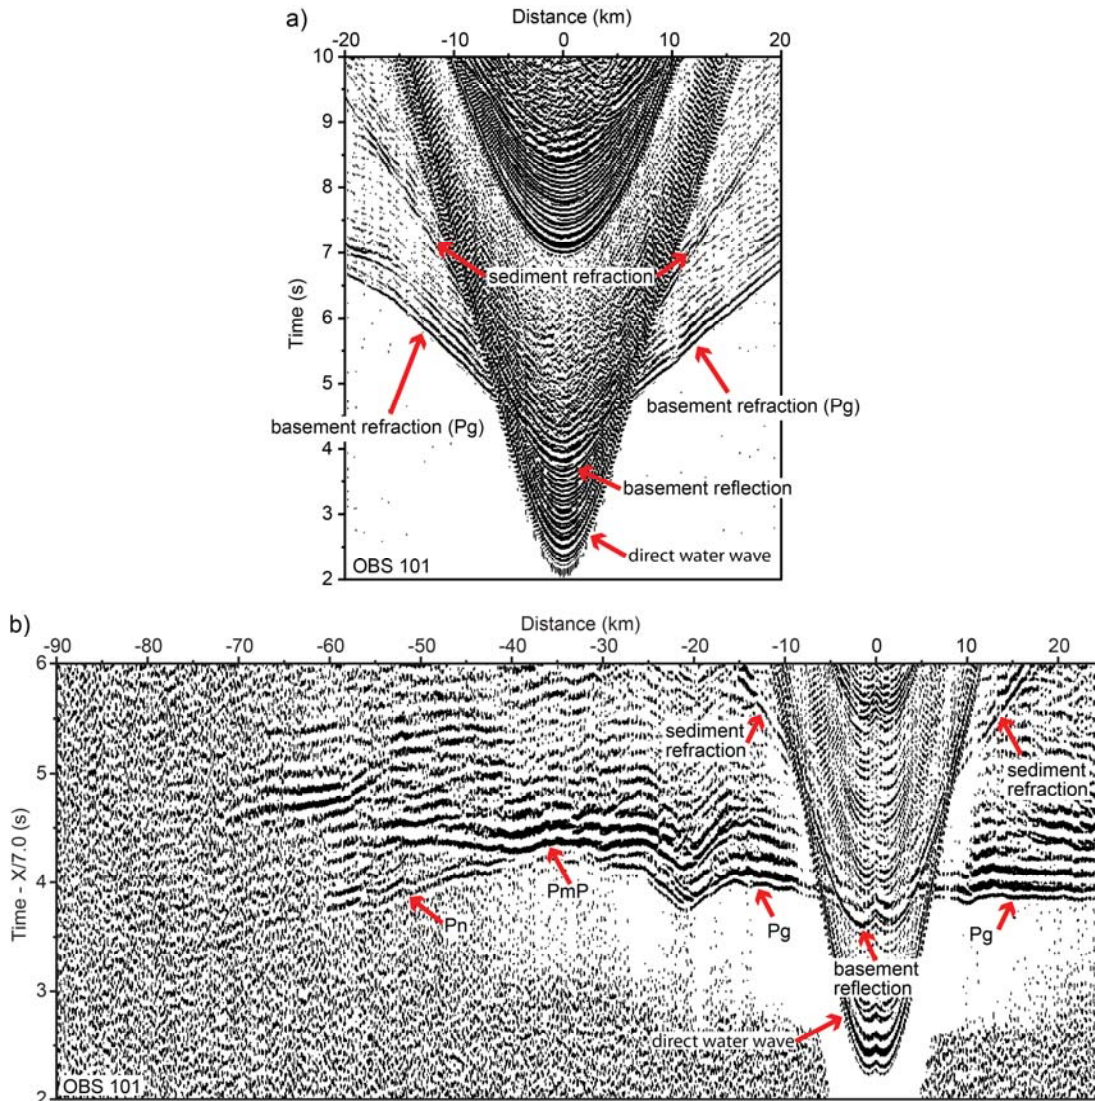 a)
Distance (km)
-20 -10 0 10 20
10
9
8
7
6
5
4
3
2
Time (s)
sediment refraction
basement refraction (Pg)
basement refraction (Pg)
basement reflection
direct water wave
OBS 101
b)
Distance (km)
-90 -80 -70 -60 -50 -40 -30 -20 -10 0 10 20
6
5
4
3
2
Time - X/7.0 (s)
sediment
refraction
sediment
refraction
PmP
Pn
Pg
Pg
basement
reflection
direct water wave
OBS 101